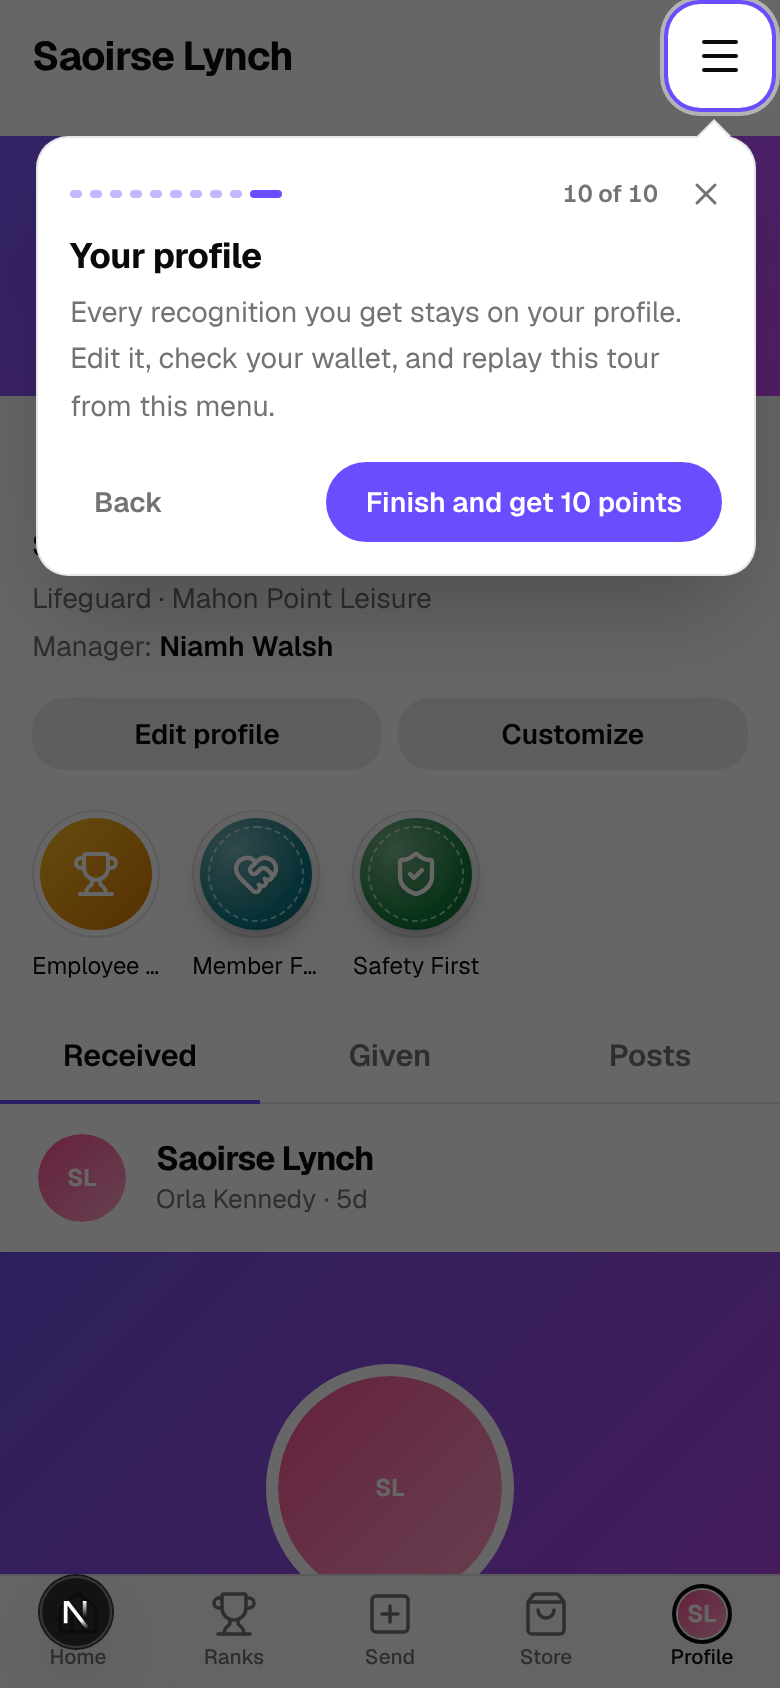 Saoirse Lynch
10 of 10
Your profile
Every recognition you get stays on your profile.
Edit it, check your wallet, and replay this tour
from this menu.
Back
Finish and get 10 points
Lifeguard · Mahon Point Leisure
Manager: Niamh Walsh
Edit profile
Customize
Employee ...
Member F...
Safety First
Received
Given
Posts
SL
Saoirse Lynch
Orla Kennedy · 5d
SL
N
Home
Ranks
Send
Store
SL
Profile